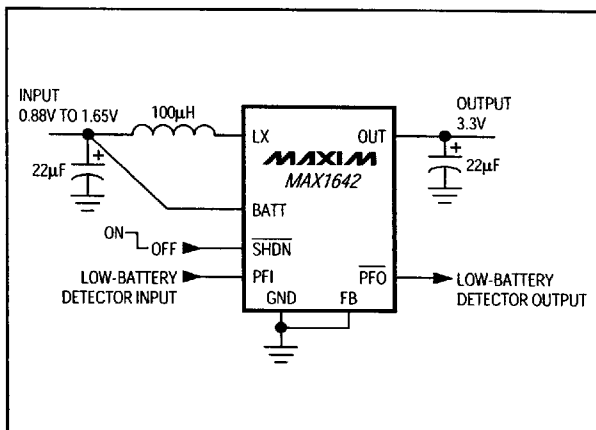 INPUT
0.88V TO 1.65V
100µH
OUTPUT
3.3V
LX
OUT
MAXIM
MAX1642
+
22µF
+
22µF
BATT
ON
OFF
SHDN
LOW-BATTERY
DETECTOR INPUT
PFI
PFO
LOW-BATTERY
DETECTOR OUTPUT
GND
FB